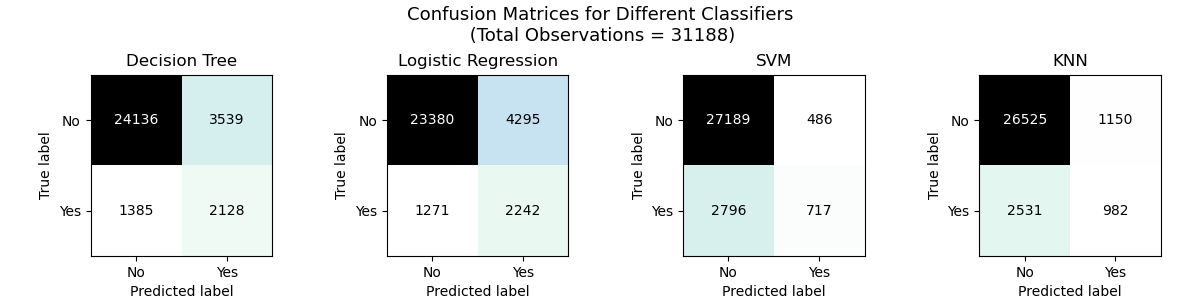 Confusion Matrices for Different Classifiers
(Total Observations = 31188)
Decision Tree
No
24136 3539
Yes
1385 2128
True label
No Yes
Predicted label
Logistic Regression
No
23380 4295
Yes
1271 2242
True label
No Yes
Predicted label
SVM
No
27189 486
Yes
2796 717
True label
No Yes
Predicted label
KNN
No
26525 1150
Yes
2531 982
True label
No Yes
Predicted label